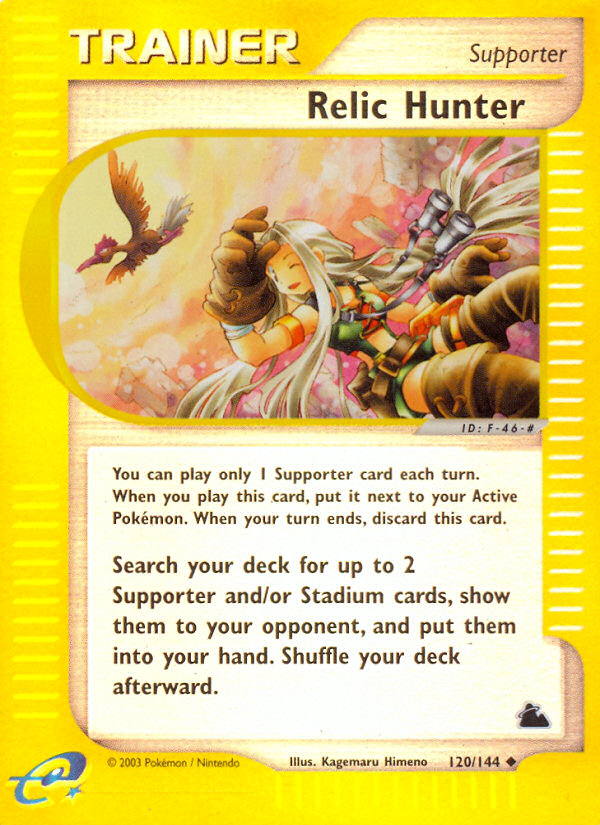 TRAINER
Supporter
Relic Hunter
ID: F-46-#
You can play only 1 Supporter card each turn.
When you play this card, put it next to your Active
Pokémon. When your turn ends, discard this card.
Search your deck for up to 2
Supporter and/or Stadium cards, show
them to your opponent, and put them
into your hand. Shuffle your deck
afterward.
e
© 2003 Pokémon / Nintendo
Illus. Kagemaru Himeno
120/144 ◆